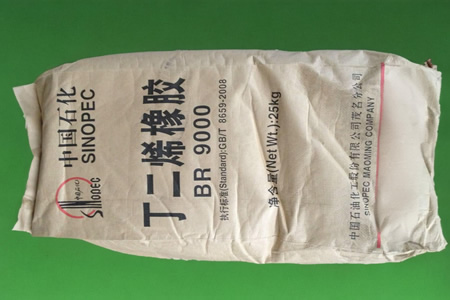 中国石化
SINOPEC
SINOPEC
丁二烯橡胶
BR 9000
执行标准(Standard):GB/T 8659-2008
净含量(Net Wt.):25kg
中国石油化工股份有限公司茂名分公司
SINOPEC MAOMING COMPANY